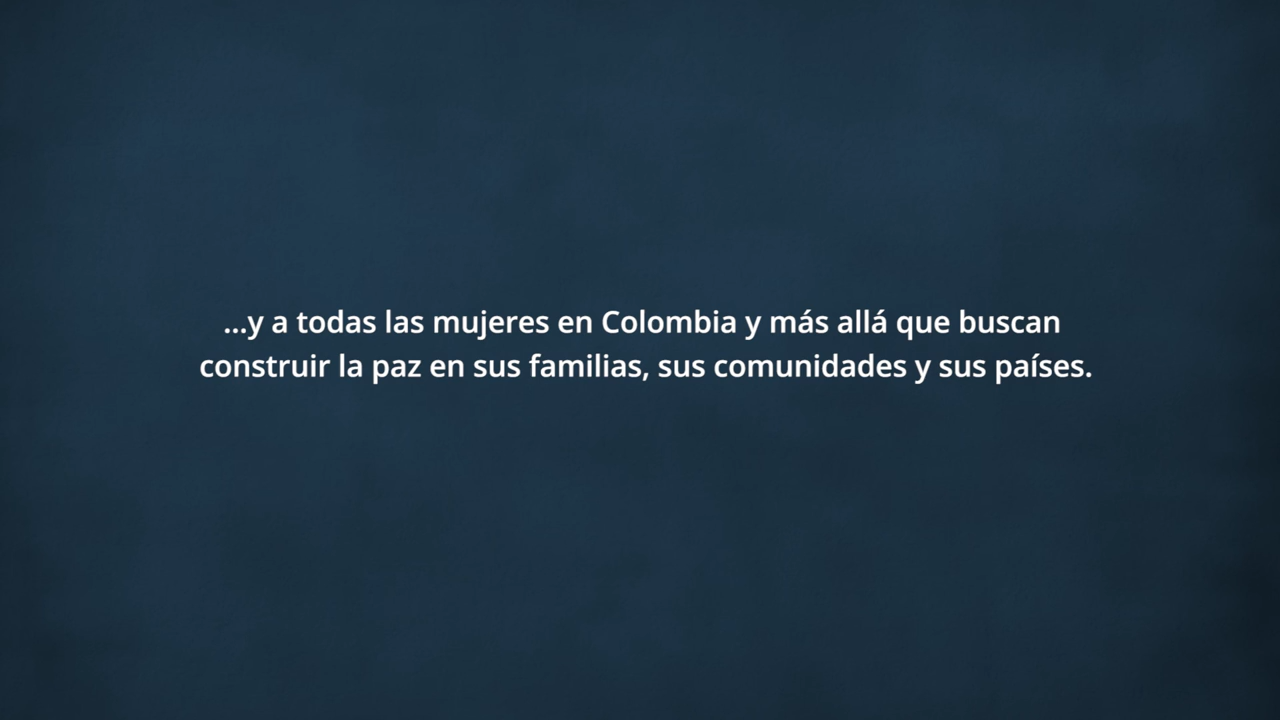 ...y a todas las mujeres en Colombia y más allá que buscan
construir la paz en sus familias, sus comunidades y sus países.